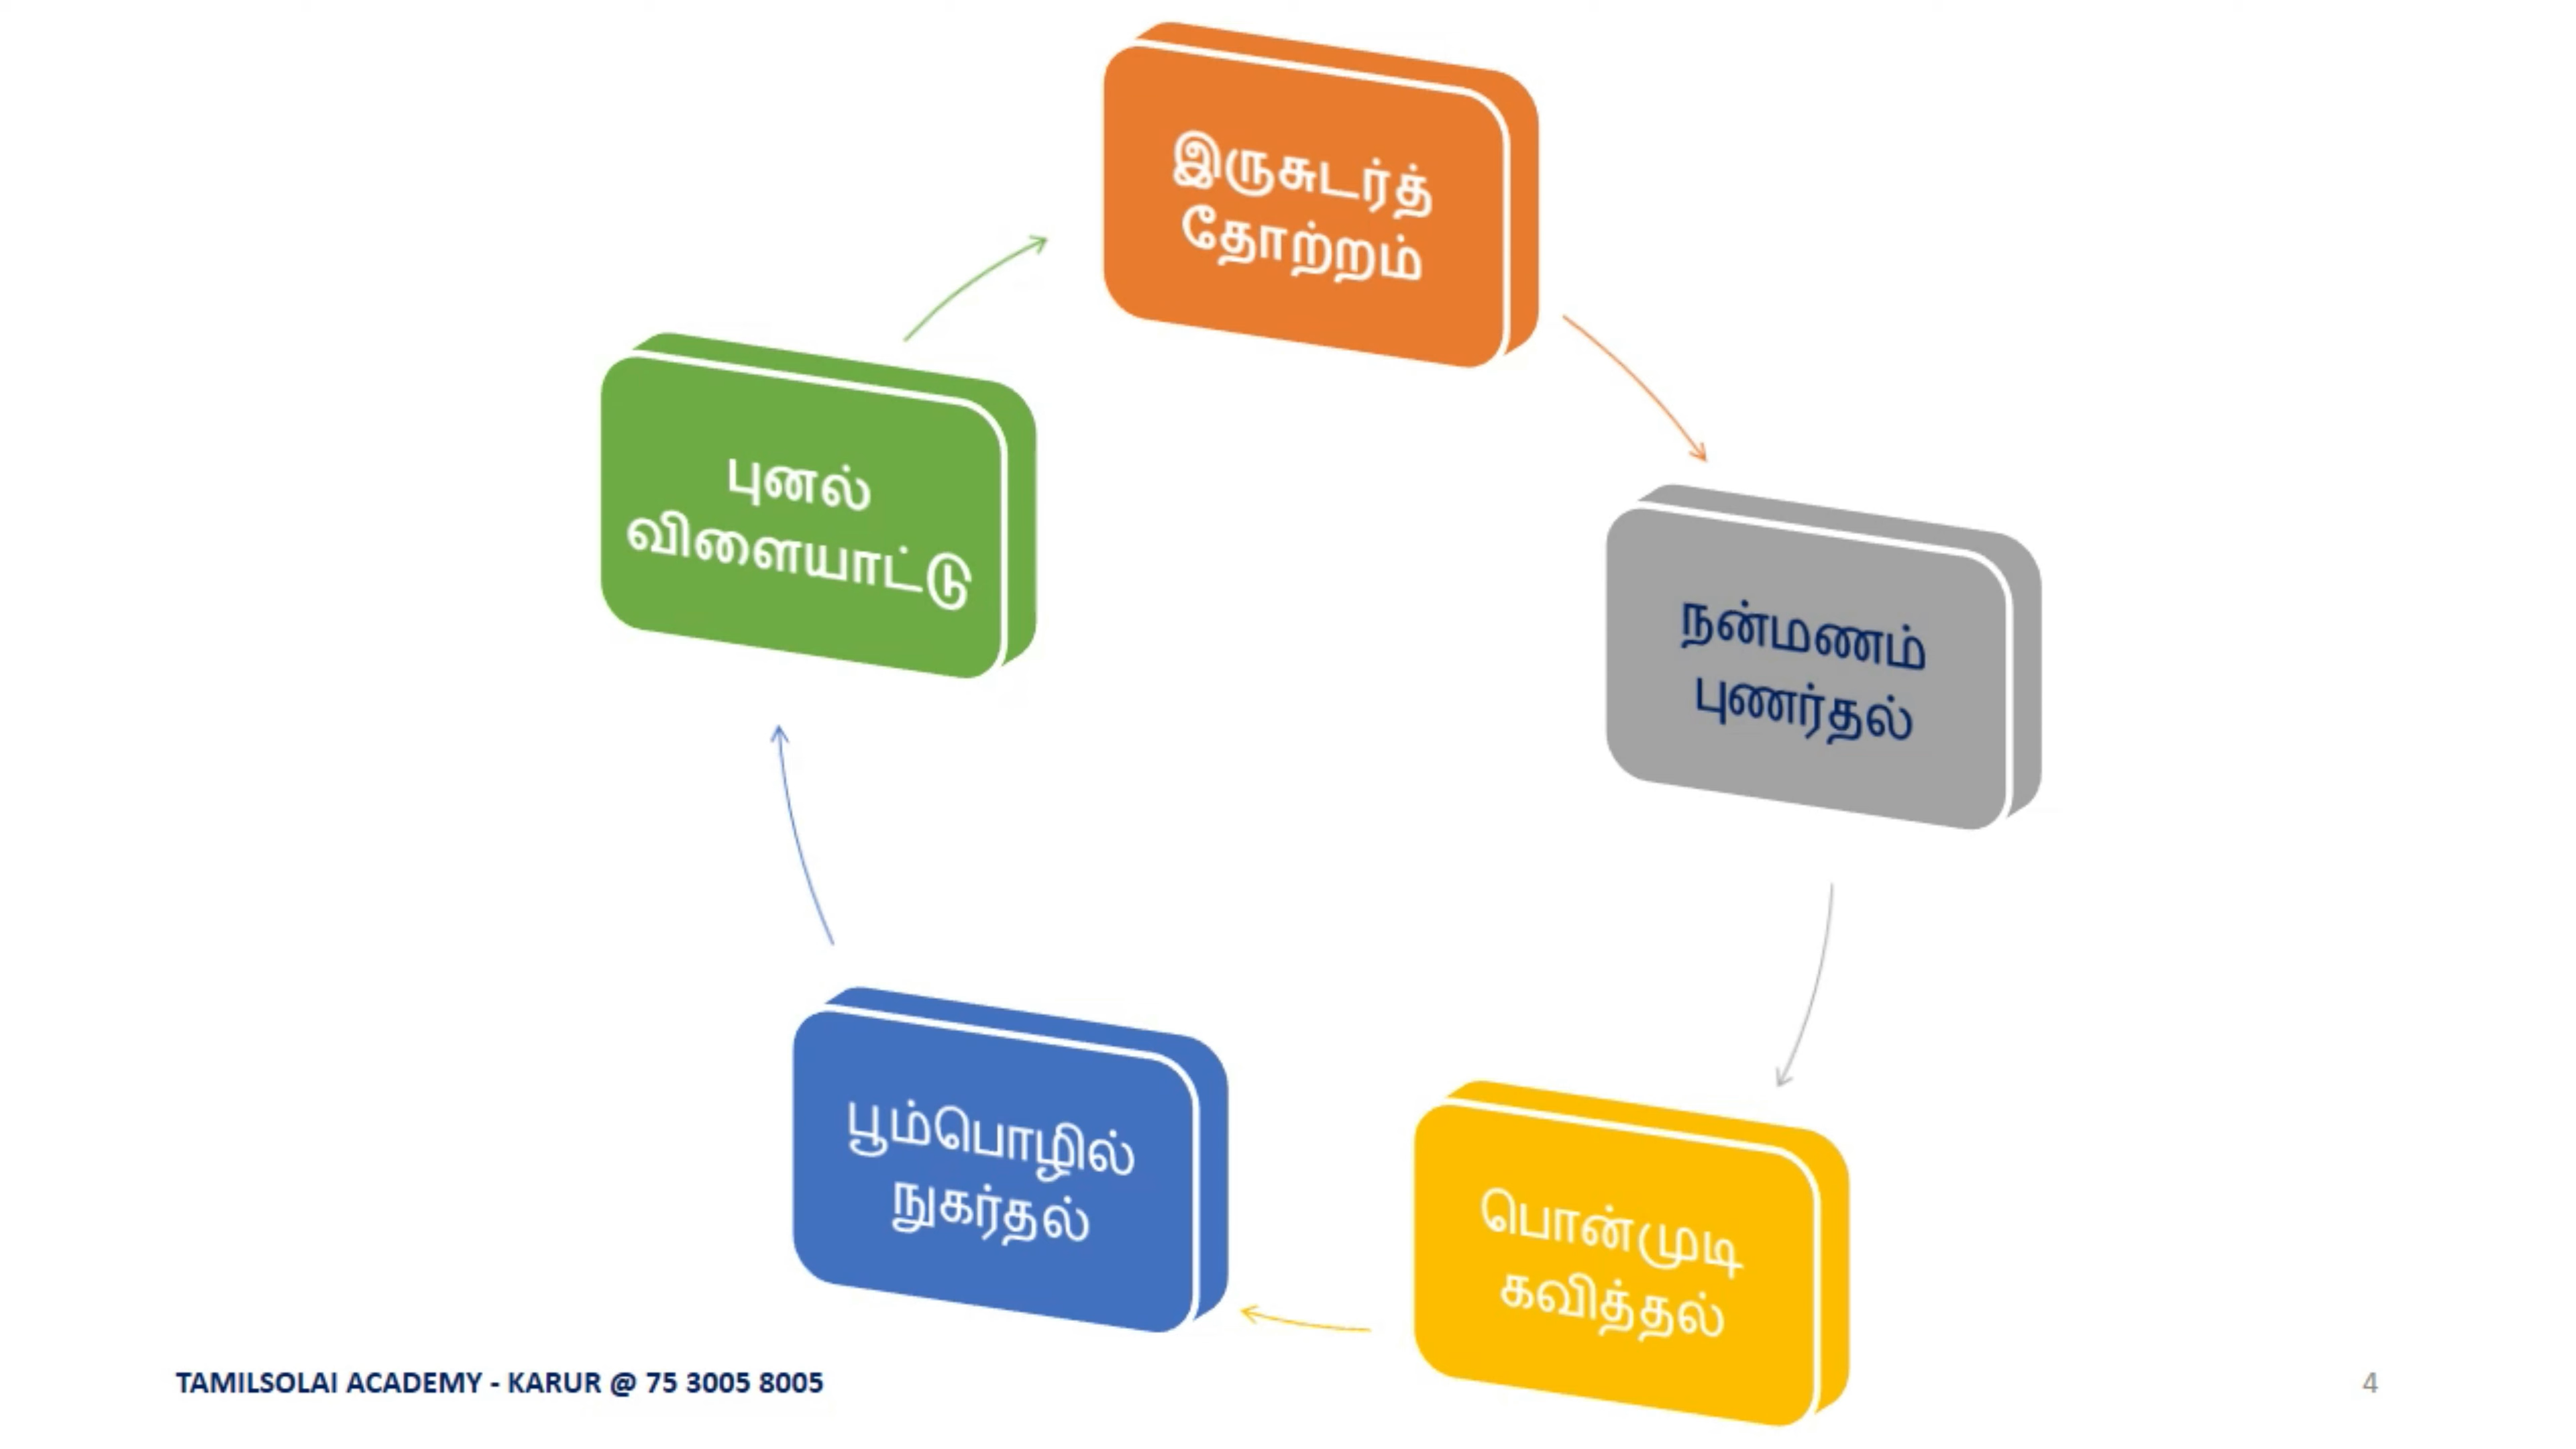 இருசுடர்த்
தோற்றம்
நன்மணம்
புணர்தல்
பொன்முடி
கவித்தல்
பூம்பொழில்
நுகர்தல்
புனல்
விளையாட்டு
TAMILSOLAI ACADEMY - KARUR @ 75 3005 8005
4